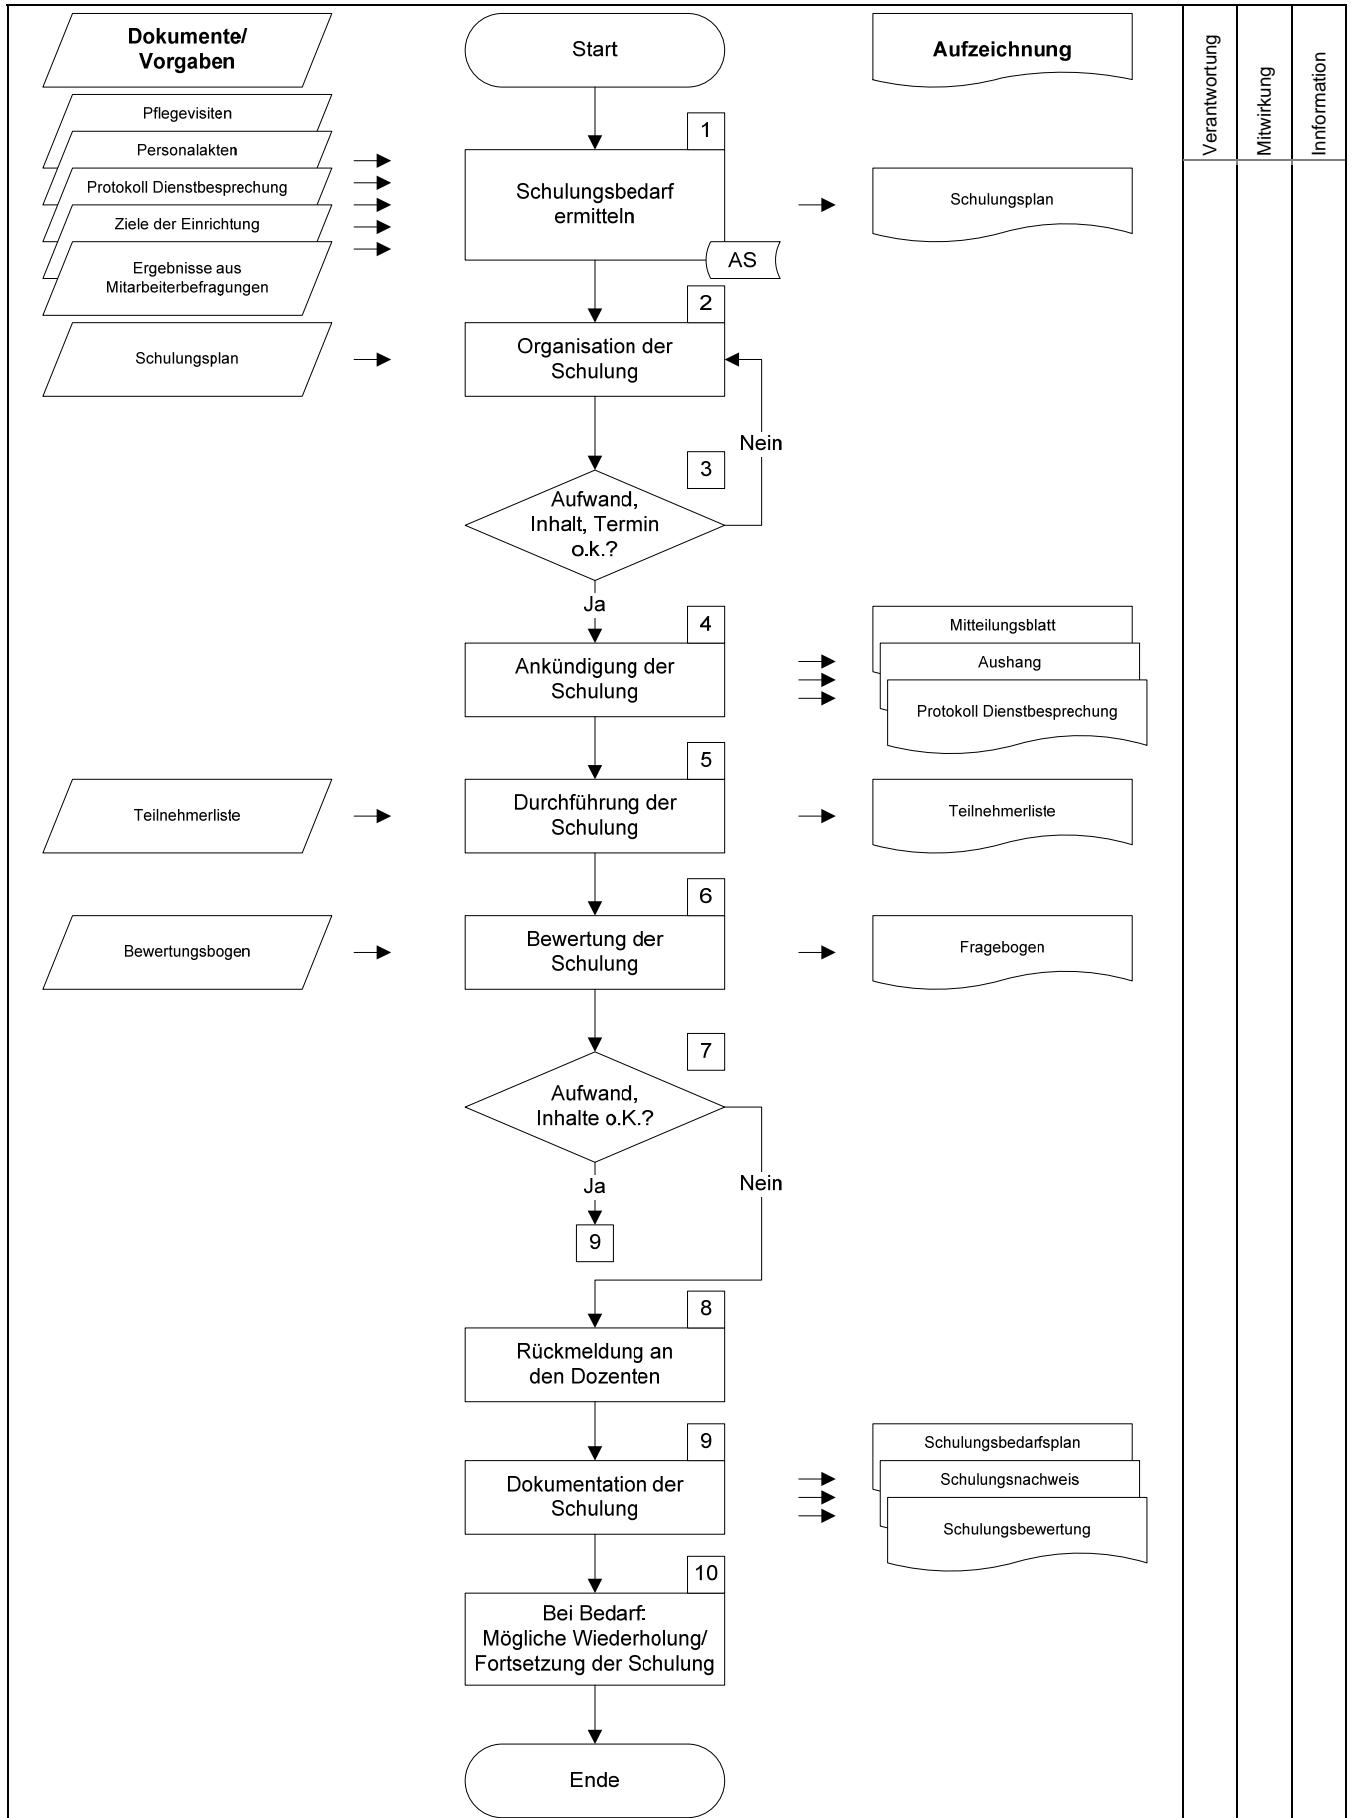 Dokumente/
Vorgaben
Start
Aufzeichnung
Verantwortung
Mitwirkung
Innformation
Pflegevisiten
Personalakten
Protokoll Dienstbesprechung
Ziele der Einrichtung
Ergebnisse aus
Mitarbeiterbefragungen
1
Schulungsbedarf
ermitteln
AS
Schulungsplan
Schulungsplan
2
Organisation der
Schulung
Nein
3
Aufwand,
Inhalt, Termin
o.k.?
Ja
4
Ankündigung der
Schulung
Mitteilungsblatt
Aushang
Protokoll Dienstbesprechung
Teilnehmerliste
5
Durchführung der
Schulung
Teilnehmerliste
Bewertungsbogen
6
Bewertung der
Schulung
Fragebogen
7
Aufwand,
Inhalte o.K.?
Ja
Nein
9
8
Rückmeldung an
den Dozenten
9
Dokumentation der
Schulung
Schulungsbedarfsplan
Schulungsnachweis
Schulungsbewertung
10
Bei Bedarf:
Mögliche Wiederholung/
Fortsetzung der Schulung
Ende